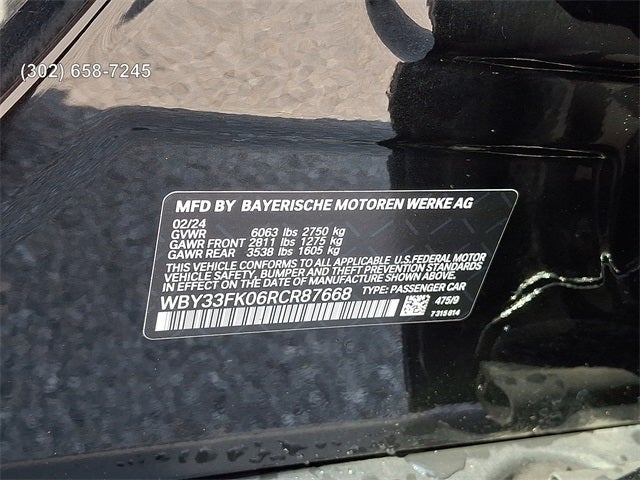 (302) 658-7245
MFD BY BAYERISCHE MOTOREN WERKE AG
02/24
GVWR 6063 lbs 2750 kg
GAWR FRONT 2811 lbs 1275 kg
GAWR REAR 3538 lbs 1605 kg
THIS VEHICLE CONFORMS TO ALL APPLICABLE U.S.FEDERAL MOTOR
VEHICLE SAFETY, BUMPER AND THEFT PREVENTION STANDARDS
IN EFFECT ON THE DATE OF MANUFACTURE SHOWN ABOVE.
WBY33FK06RCR87668 TYPE: PASSENGER CAR
475/9
7315014